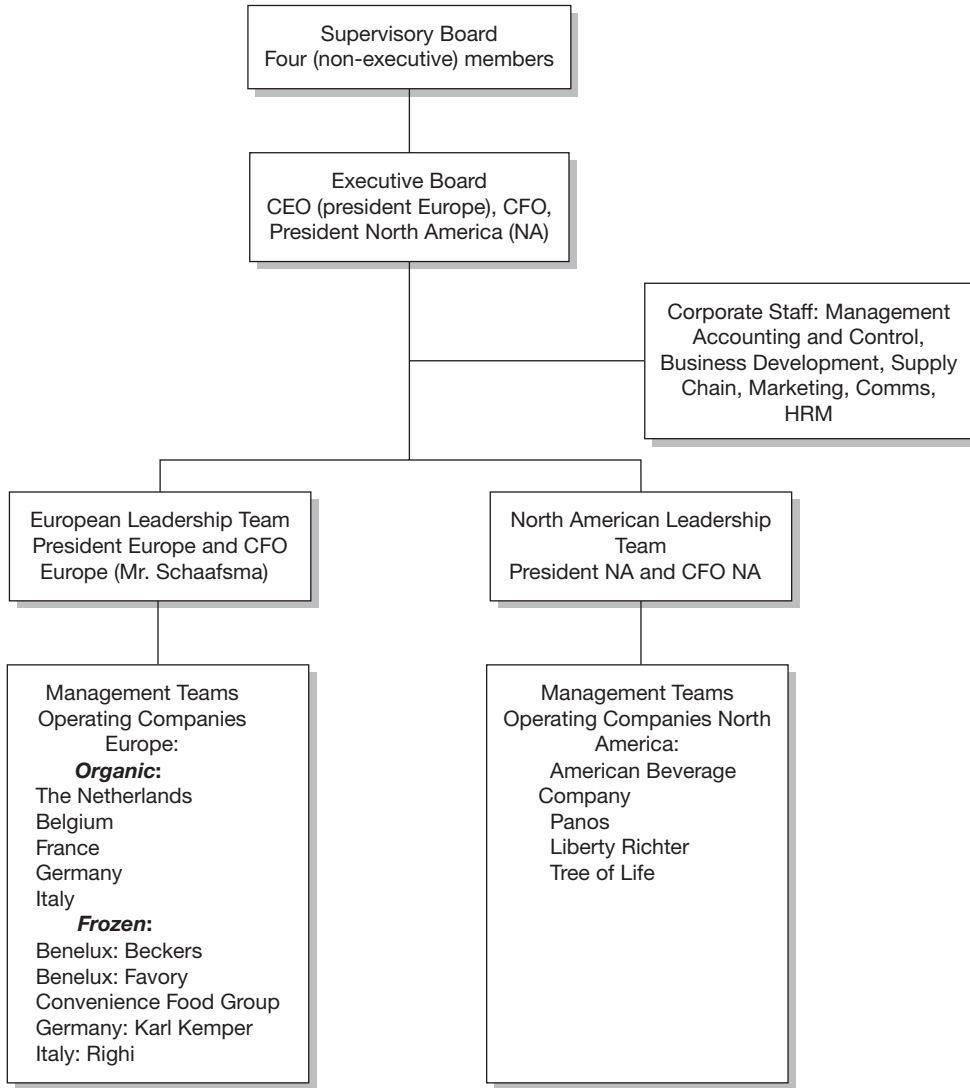 Supervisory Board
Four (non-executive) members
Executive Board
CEO (president Europe), CFO,
President North America (NA)
Corporate Staff: Management
Accounting and Control,
Business Development, Supply
Chain, Marketing, Comms,
HRM
European Leadership Team
President Europe and CFO
Europe (Mr. Schaafsma)
North American Leadership
Team
President NA and CFO NA
Management Teams
Operating Companies
Europe:
Organic:
The Netherlands
Belgium
France
Germany
Italy
Frozen:
Benelux: Beckers
Benelux: Favory
Convenience Food Group
Germany: Karl Kemper
Italy: Righi
Management Teams
Operating Companies North
America:
American Beverage
Company
Panos
Liberty Richter
Tree of Life